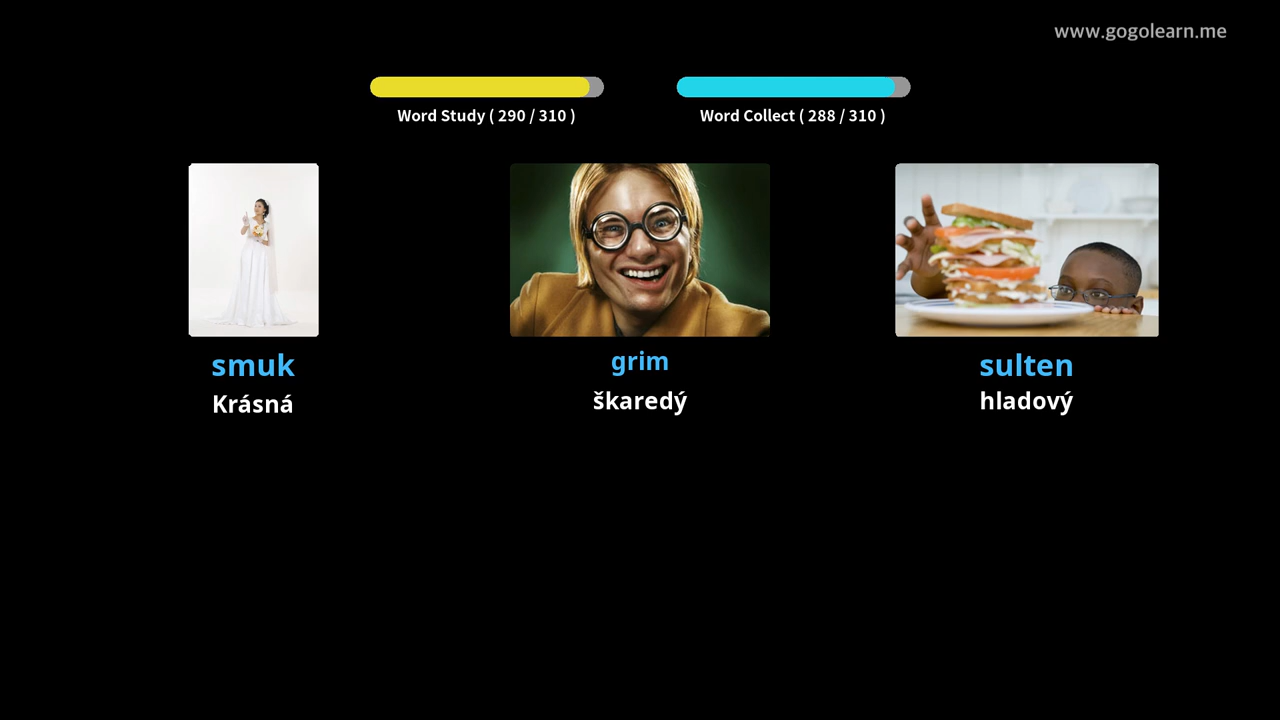 www.gogolearn.me
Word Study ( 290 / 310 )
Word Collect ( 288 / 310 )
smuk
Krásná
grim
škaredý
sulten
hladový